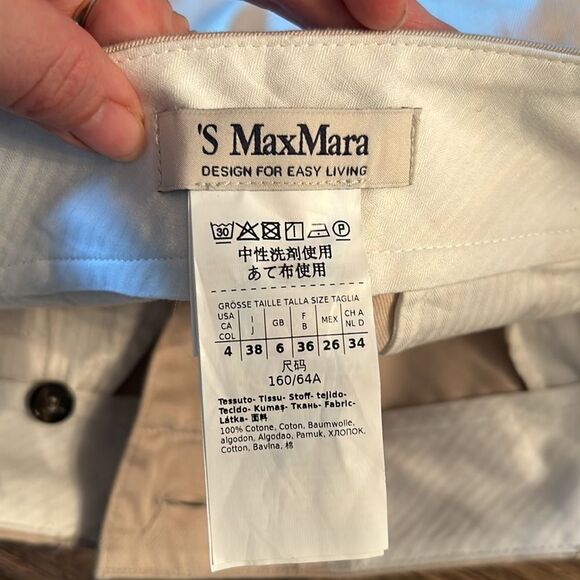 'S MaxMara
DESIGN FOR EASY LIVING
30 P
中性洗剤使用
あて布使用
GRÖSSE TAILLE TALLA SIZE TAGLIA
USA CA COL I J GB F B MEX CH A NL D
4 38 6 36 26 34
尺码
160/64A
Tessuto- Tissu- Stoff- tejido-
Tecido- Kumaş- Ткань- Fabric-
Látka- 面料
100% Cotone, Coton, Baumwolle,
algodon, Algodao, Pamuk, ХЛОПОК,
Cotton, Bavlna, 棉